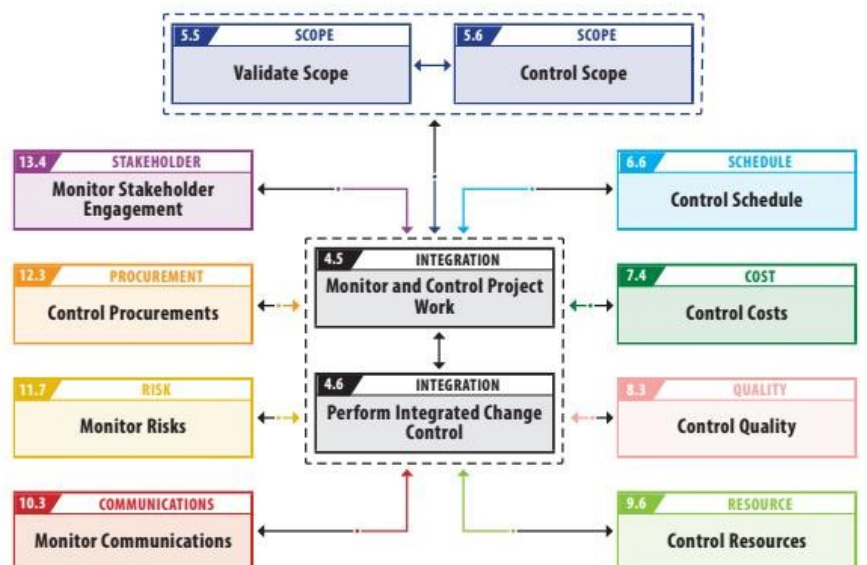 5.5 SCOPE
Validate Scope
5.6 SCOPE
Control Scope
13.4 STAKEHOLDER
Monitor Stakeholder
Engagement
6.6 SCHEDULE
Control Schedule
4.5 INTEGRATION
Monitor and Control Project
Work
12.3 PROCUREMENT
Control Procurements
7.4 COST
Control Costs
4.6 INTEGRATION
Perform Integrated Change
Control
11.7 RISK
Monitor Risks
8.3 QUALITY
Control Quality
10.3 COMMUNICATIONS
Monitor Communications
9.6 RESOURCE
Control Resources